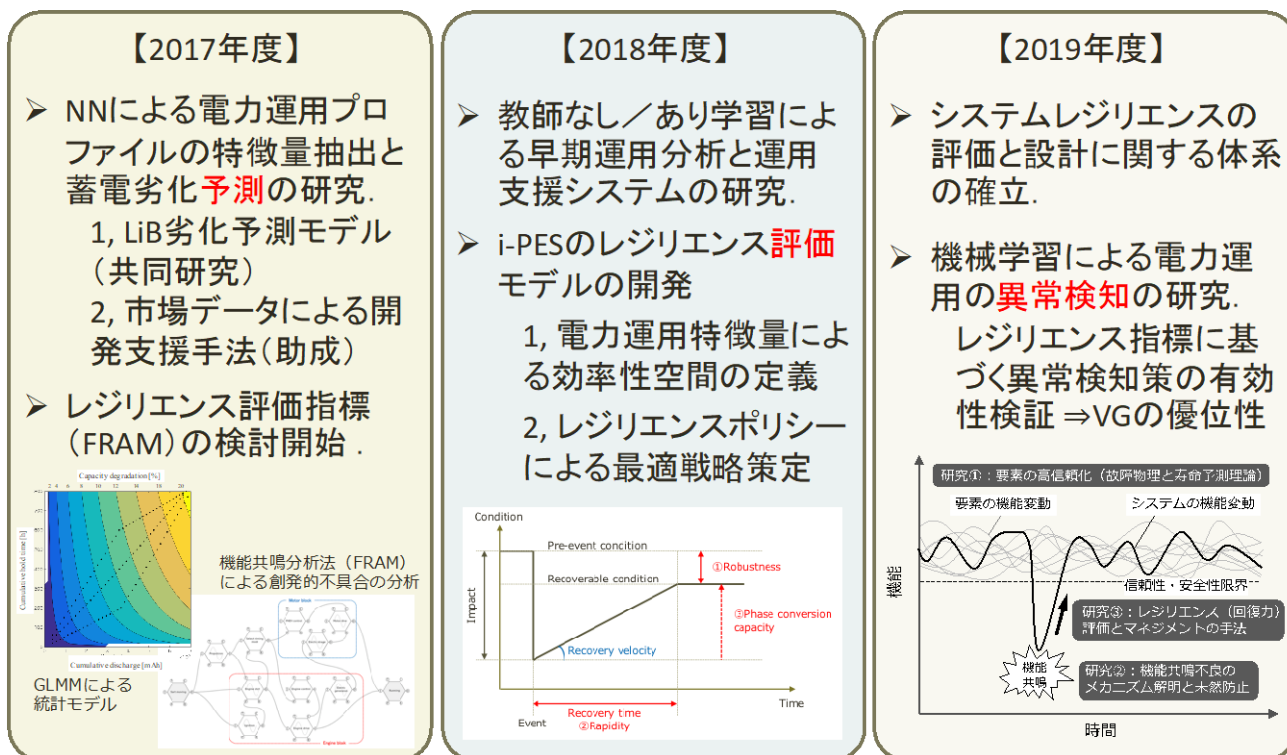 【2017年度】
➢ NNによる電力運用プロ
ファイルの特徴量抽出と
蓄電劣化予測の研究.
1, LiB劣化予測モデル
（共同研究）
2, 市場データによる開
発支援手法（助成）
➢ レジリエンス評価指標
（FRAM）の検討開始 .
Capacity degradation [%]
2 4 6 8 10 12 14 16 18 20
Cumulative hold time [h]
Cumulative discharge [mAh]
GLMMによる
統計モデル
機能共鳴分析法（FRAM）
による創発的不具合の分析
Engine block
【2018年度】
➢ 教師なし／あり学習によ
る早期運用分析と運用
支援システムの研究.
➢ i-PESのレジリエンス評価
モデルの開発
1, 電力運用特徴量によ
る効率性空間の定義
2, レジリエンスポリシー
による最適戦略策定
Condition
Pre-event condition
①Robustness
Recoverable condition
Impact
③Phase conversion
capacity
Recovery velocity
Time
Event
Recovery time
②Rapidity
【2019年度】
➢ システムレジリエンスの
評価と設計に関する体系
の確立.
➢ 機械学習による電力運
用の異常検知の研究.
レジリエンス指標に基
づく異常検知策の有効
性検証 ⇒VGの優位性
研究①：要素の高信頼化（故障物理と寿命予測理論）
要素の機能変動
システムの機能変動
機能
信頼性・安全性限界
研究③：レジリエンス（回復力）
評価とマネジメントの手法
機能
共鳴
研究②：機能共鳴不良の
メカニズム解明と未然防止
時間